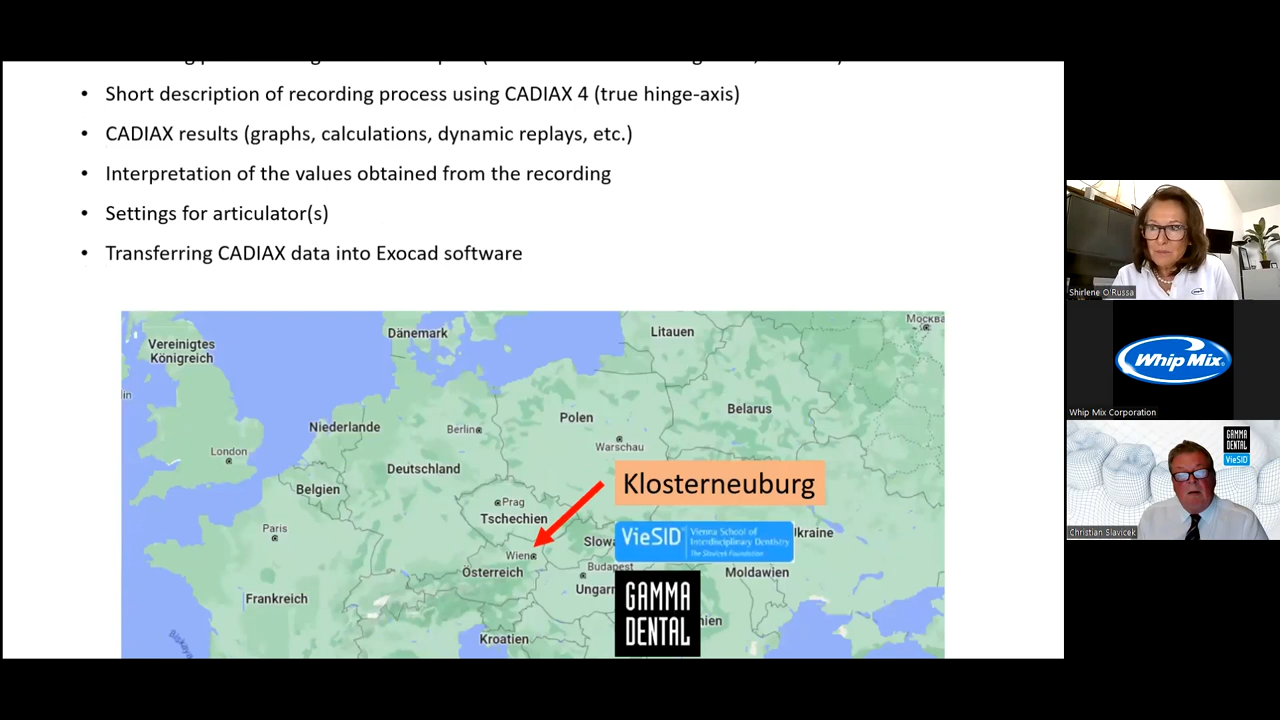 • Short description of recording process using CADIAX 4 (true hinge-axis)
• CADIAX results (graphs, calculations, dynamic replays, etc.)
• Interpretation of the values obtained from the recording
• Settings for articulator(s)
• Transferring CADIAX data into Exocad software
Vereinigtes
Königreich
Dänemark
Litauen
Москва
lin
London
Niederlande
Berlin
Polen
Belarus
Warschau
Deutschland
Belgien
Klosterneuburg
Paris
Prag
Tschechien
VieSID
Vienna School of
Interdisciplinary Dentistry
The Slavicek Foundation
Slowa
kraine
Wien
Österreich
Budapest
Ungarn
Moldawien
Frankreich
GAMMA
DENTAL
nien
Kroatien
Biskaya
Shirlene O'Russa
Whip Mix
Whip Mix Corporation
GAMMA
DENTAL
VieSID
Christian Slavicek